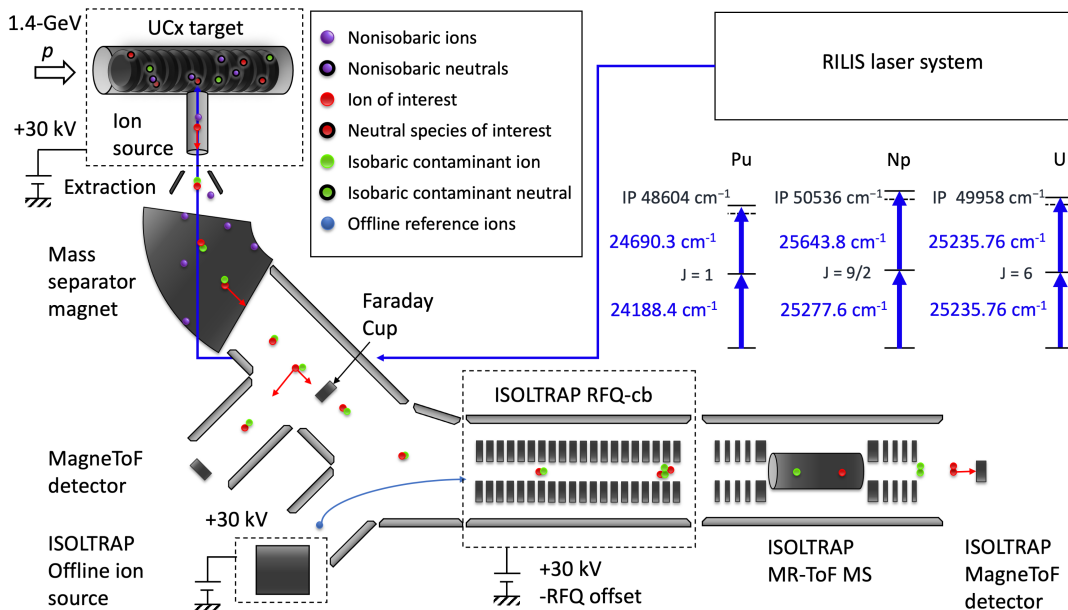 1.4-GeV
p
UCx target
+30 kV
Ion
source
Extraction
Mass
separator
magnet
Nonisobaric ions
Nonisobaric neutrals
Ion of interest
Neutral species of interest
Isobaric contaminant ion
Isobaric contaminant neutral
Offline reference ions
RILIS laser system
Pu
IP 48604 cm⁻¹
24690.3 cm⁻¹
J = 1
24188.4 cm⁻¹
Np
IP 50536 cm⁻¹
25643.8 cm⁻¹
J = 9/2
25277.6 cm⁻¹
U
IP 49958 cm⁻¹
25235.76 cm⁻¹
J = 6
25235.76 cm⁻¹
Faraday
Cup
ISOLTRAP RFQ-cb
MagneToF
detector
+30 kV
ISOLTRAP
Offline ion
source
+30 kV
-RFQ offset
ISOLTRAP
MR-ToF MS
ISOLTRAP
MagneToF
detector